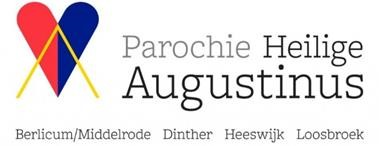 Parochie Heilige
Augustinus
Berlicum/Middelrode Dinther Heeswijk Loosbroek